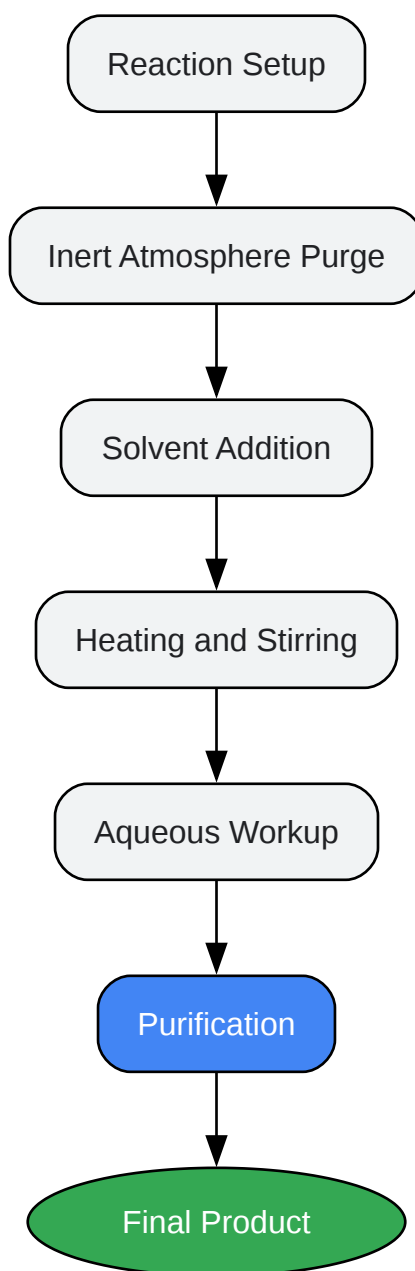 Reaction Setup
Inert Atmosphere Purge
Solvent Addition
Heating and Stirring
Aqueous Workup
Purification
Final Product